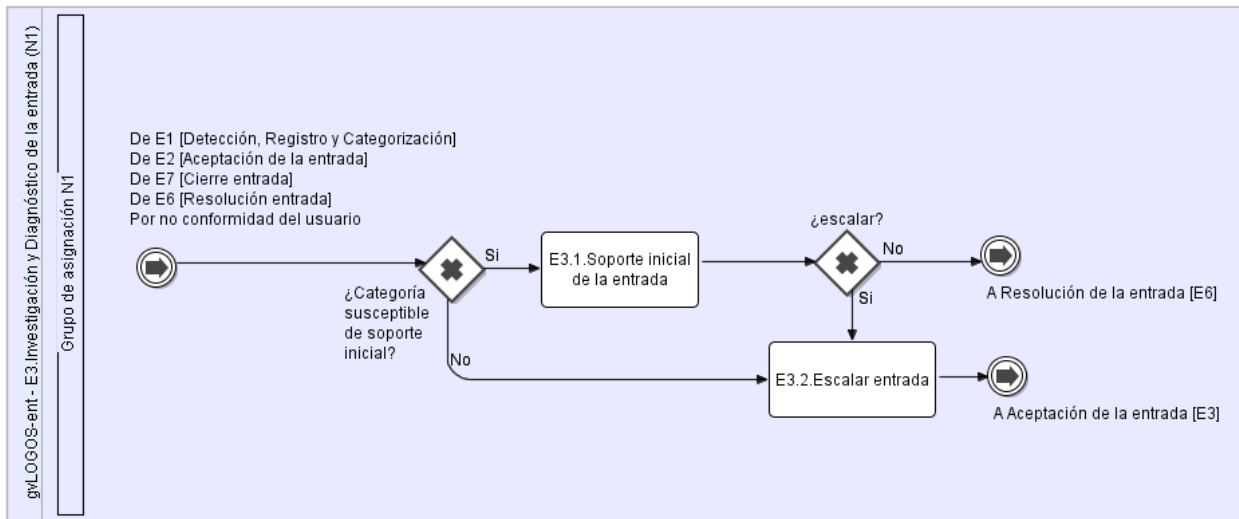 gvLOGOS-ent - E3.Investigación y Diagnóstico de la entrada (N1)
Grupo de asignación N1
De E1 [Detección, Registro y Categorización]
De E2 [Aceptación de la entrada]
De E7 [Cierre entrada]
De E6 [Resolución entrada]
Por no conformidad del usuario
¿Categoría
susceptible
de soporte
inicial?
Si
No
E3.1.Soporte inicial
de la entrada
¿escalar?
No
Si
A Resolución de la entrada [E6]
E3.2.Escalar entrada
A Aceptación de la entrada [E3]